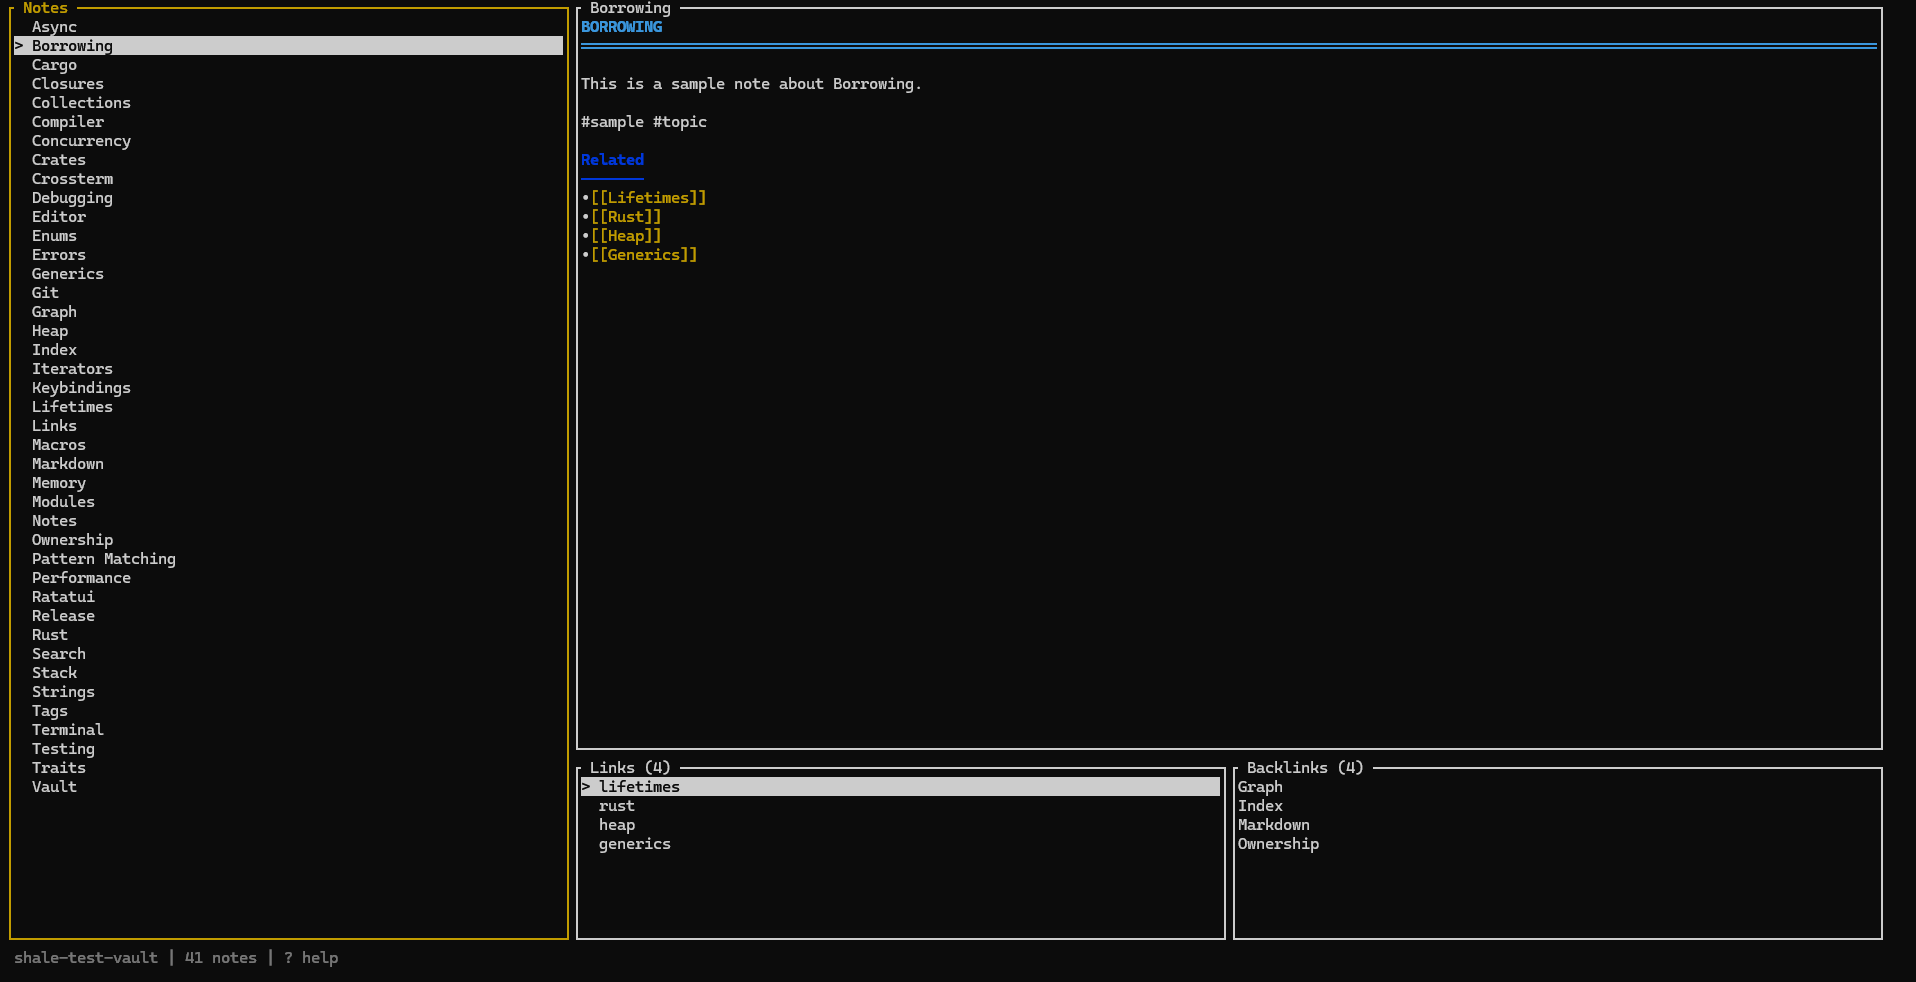 Notes
Async
> Borrowing
Cargo
Closures
Collections
Compiler
Concurrency
Crates
Crossterm
Debugging
Editor
Enums
Errors
Generics
Git
Graph
Heap
Index
Iterators
Keybindings
Lifetimes
Links
Macros
Markdown
Memory
Modules
Notes
Ownership
Pattern Matching
Performance
Ratatui
Release
Rust
Search
Stack
Strings
Tags
Terminal
Testing
Traits
Vault
Borrowing
BORROWING
This is a sample note about Borrowing.
#sample #topic
Related
•[[Lifetimes]]
•[[Rust]]
•[[Heap]]
•[[Generics]]
Links (4)
> lifetimes
rust
heap
generics
Backlinks (4)
Graph
Index
Markdown
Ownership
shale-test-vault | 41 notes | ? help